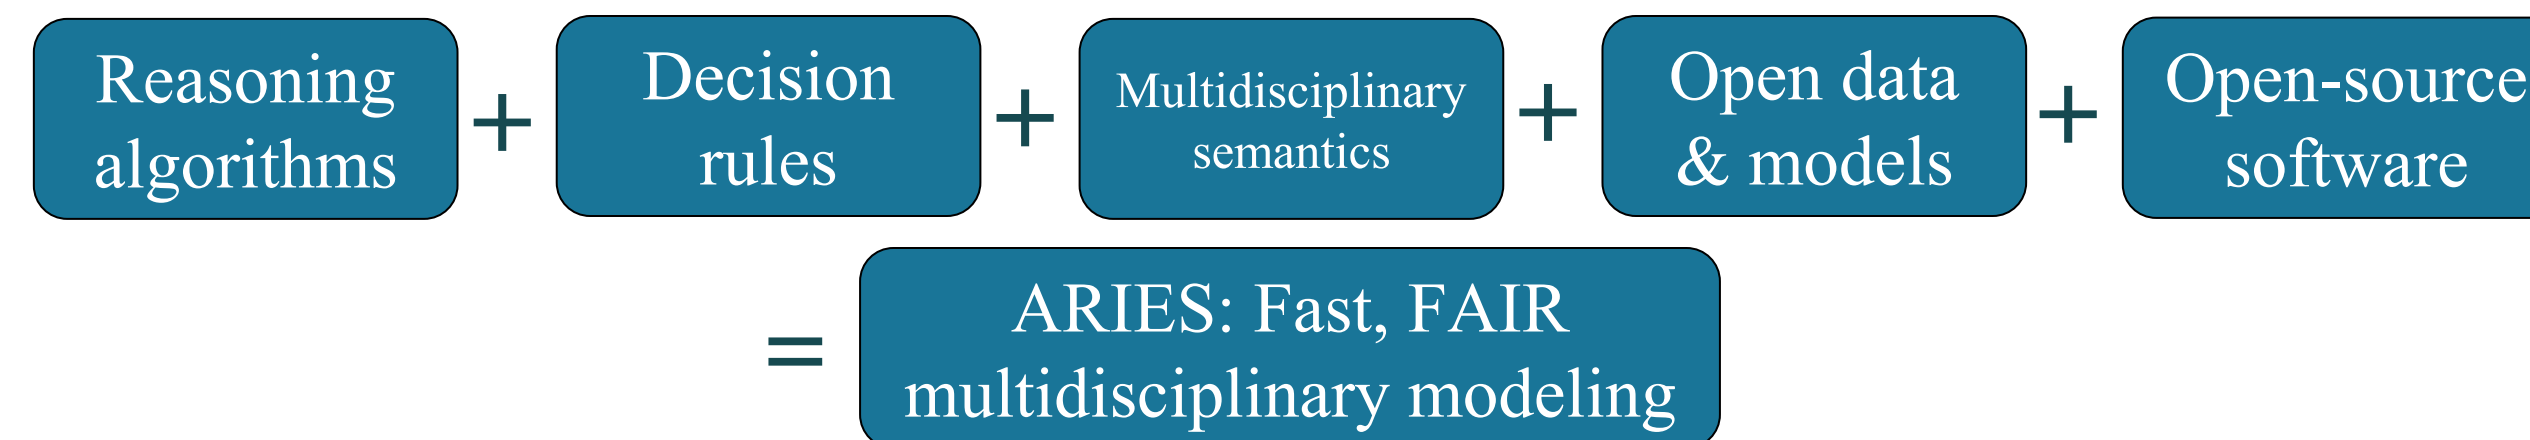 Reasoning
algorithms
+
Decision
rules
+
Multidisciplinary
semantics
+
Open data
& models
+
Open-source
software
=
ARIES: Fast, FAIR
multidisciplinary modeling